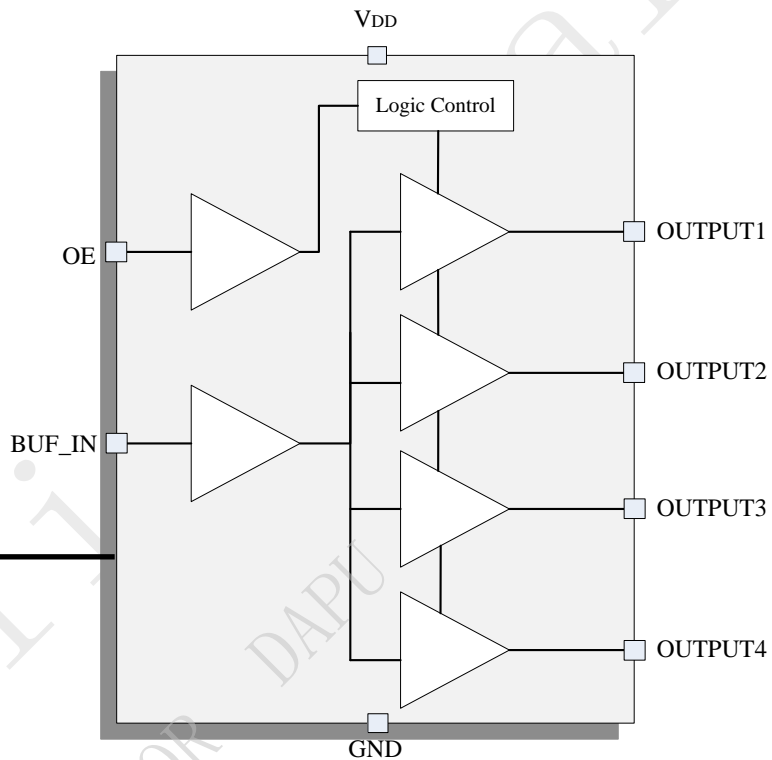 VDD
Logic Control
OE
OUTPUT1
OUTPUT2
BUF_IN
OUTPUT3
OUTPUT4
GND
DAPU